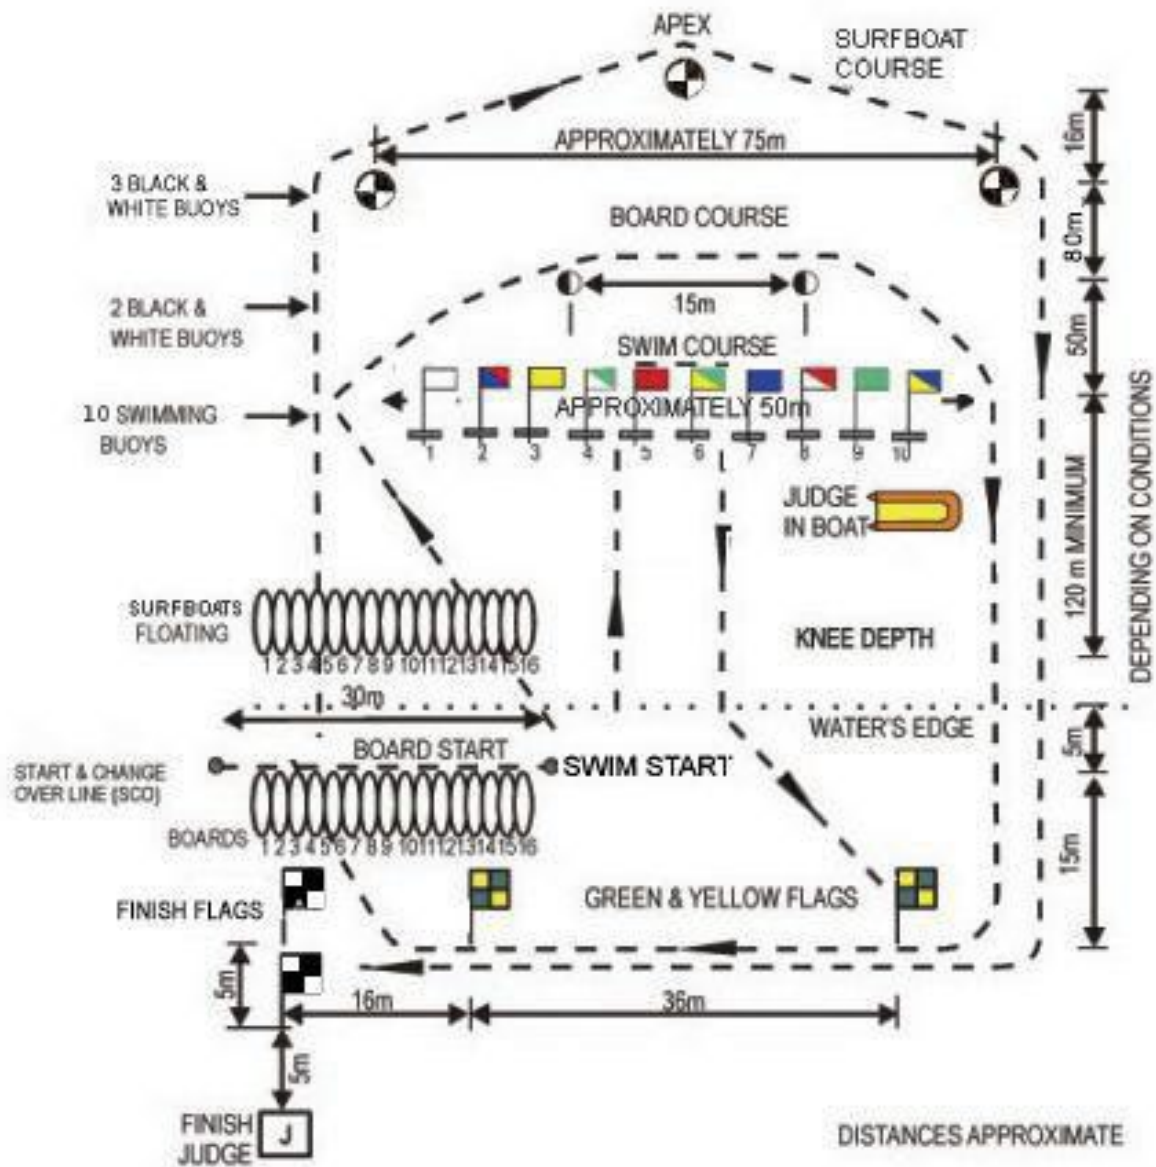 APEX
SURFBOAT
COURSE
16m
APPROXIMATELY 75m
3 BLACK &
WHITE BUOYS
BOARD COURSE
80m
2 BLACK &
WHITE BUOYS
15m
50m
SWIM COURSE
10 SWIMMING
BUOYS
APPROXIMATELY 50m
1 2 3 4 5 6 7 8 9 10
JUDGE
IN BOAT
120 m MINIMUM
DEPENDING ON CONDITIONS
SURFBOATS
FLOATING
KNEE DEPTH
1 2 3 4 5 6 7 8 9 10 11 12 13 14 15 16
30m
WATER'S EDGE
5m
BOARD START
SWIM START
START & CHANGE
OVER LINE (SCO)
BOARDS
1 2 3 4 5 6 7 8 9 10 11 12 13 14 15 16
15m
FINISH FLAGS
GREEN & YELLOW FLAGS
5m
16m
36m
5m
FINISH
JUDGE
J
DISTANCES APPROXIMATE